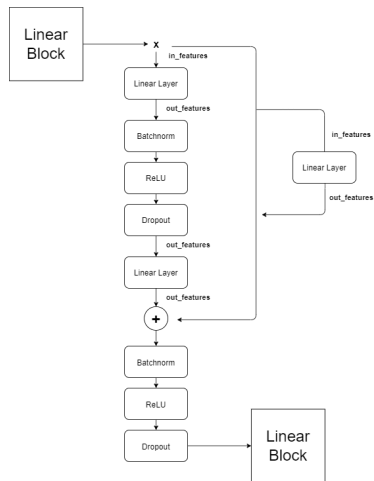 Linear
Block
x
in_features
Linear Layer
out_features
Batchnorm
ReLU
Dropout
out_features
Linear Layer
out_features
+
Batchnorm
ReLU
Dropout
in_features
Linear Layer
out_features
Linear
Block